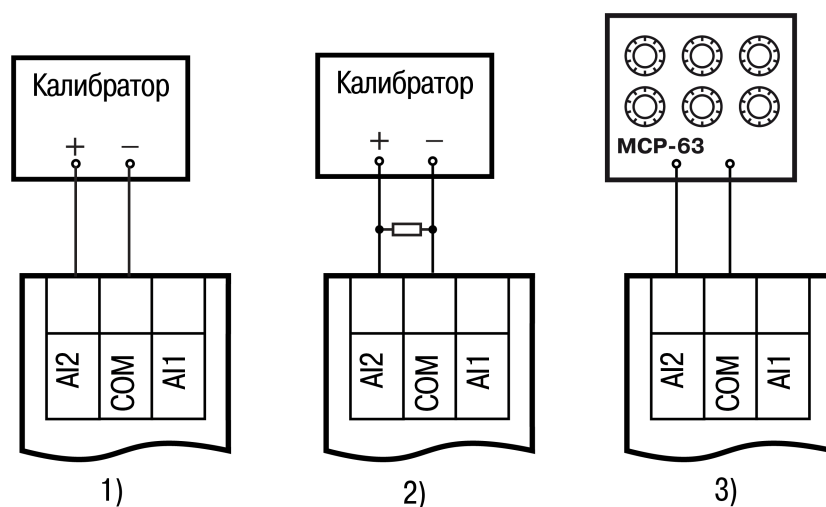 Калибратор
+ −
AI2
COM
AI1
1)
Калибратор
+ −
AI2
COM
AI1
2)
МСР-63
AI2
COM
AI1
3)